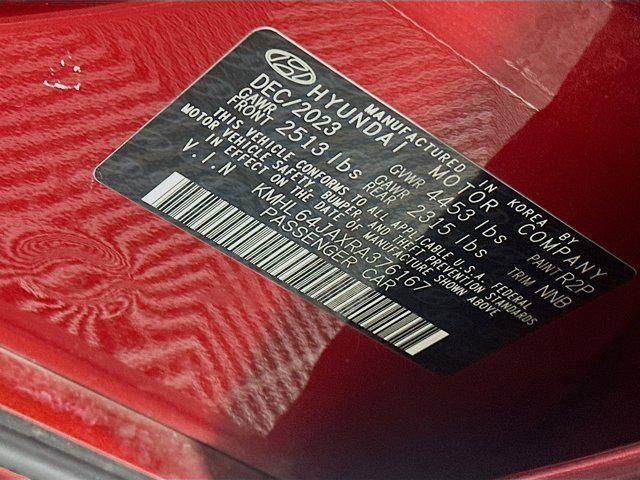 MANUFACTURED IN KOREA BY
HYUNDAI MOTOR COMPANY
DEC/2023 GVWR 4453 lbs PAINT R2P
GAWR FRONT 2513 lbs GAWR REAR 2315 lbs TRIM NNB
THIS VEHICLE CONFORMS TO ALL APPLICABLE U.S.A. FEDERAL
MOTOR VEHICLE SAFETY, BUMPER, AND THEFT PREVENTION STANDARDS
IN EFFECT ON THE DATE OF MANUFACTURE SHOWN ABOVE
V.I.N KMHL64JAXRA376167
PASSENGER CAR